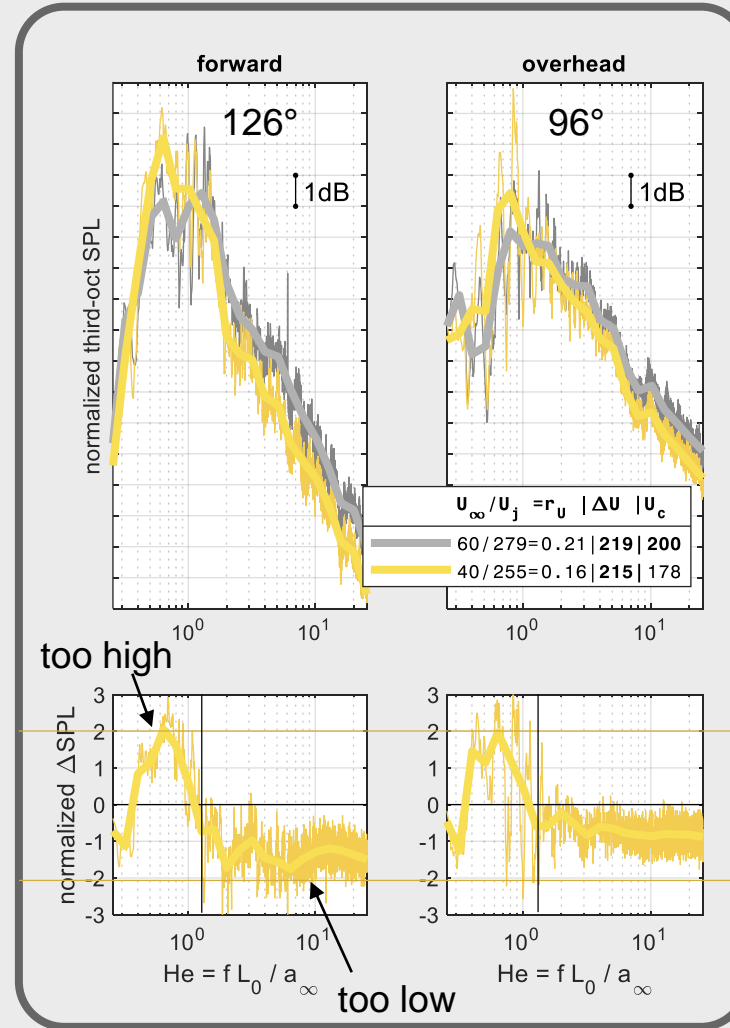 forward overhead
126° 96°
1dB 1dB
normalized third-oct SPL
U∞/Uj =rU |ΔU |Uc
60/279=0.21|219|200
40/255=0.16|215|178
10⁰ 10¹ 10⁰ 10¹
too high
normalized ΔSPL
3 3
2 2
1 1
0 0
-1 -1
-2 -2
-3 -3
10⁰ 10¹ 10⁰ 10¹
He = f L₀ / a∞ He = f L₀ / a∞
too low